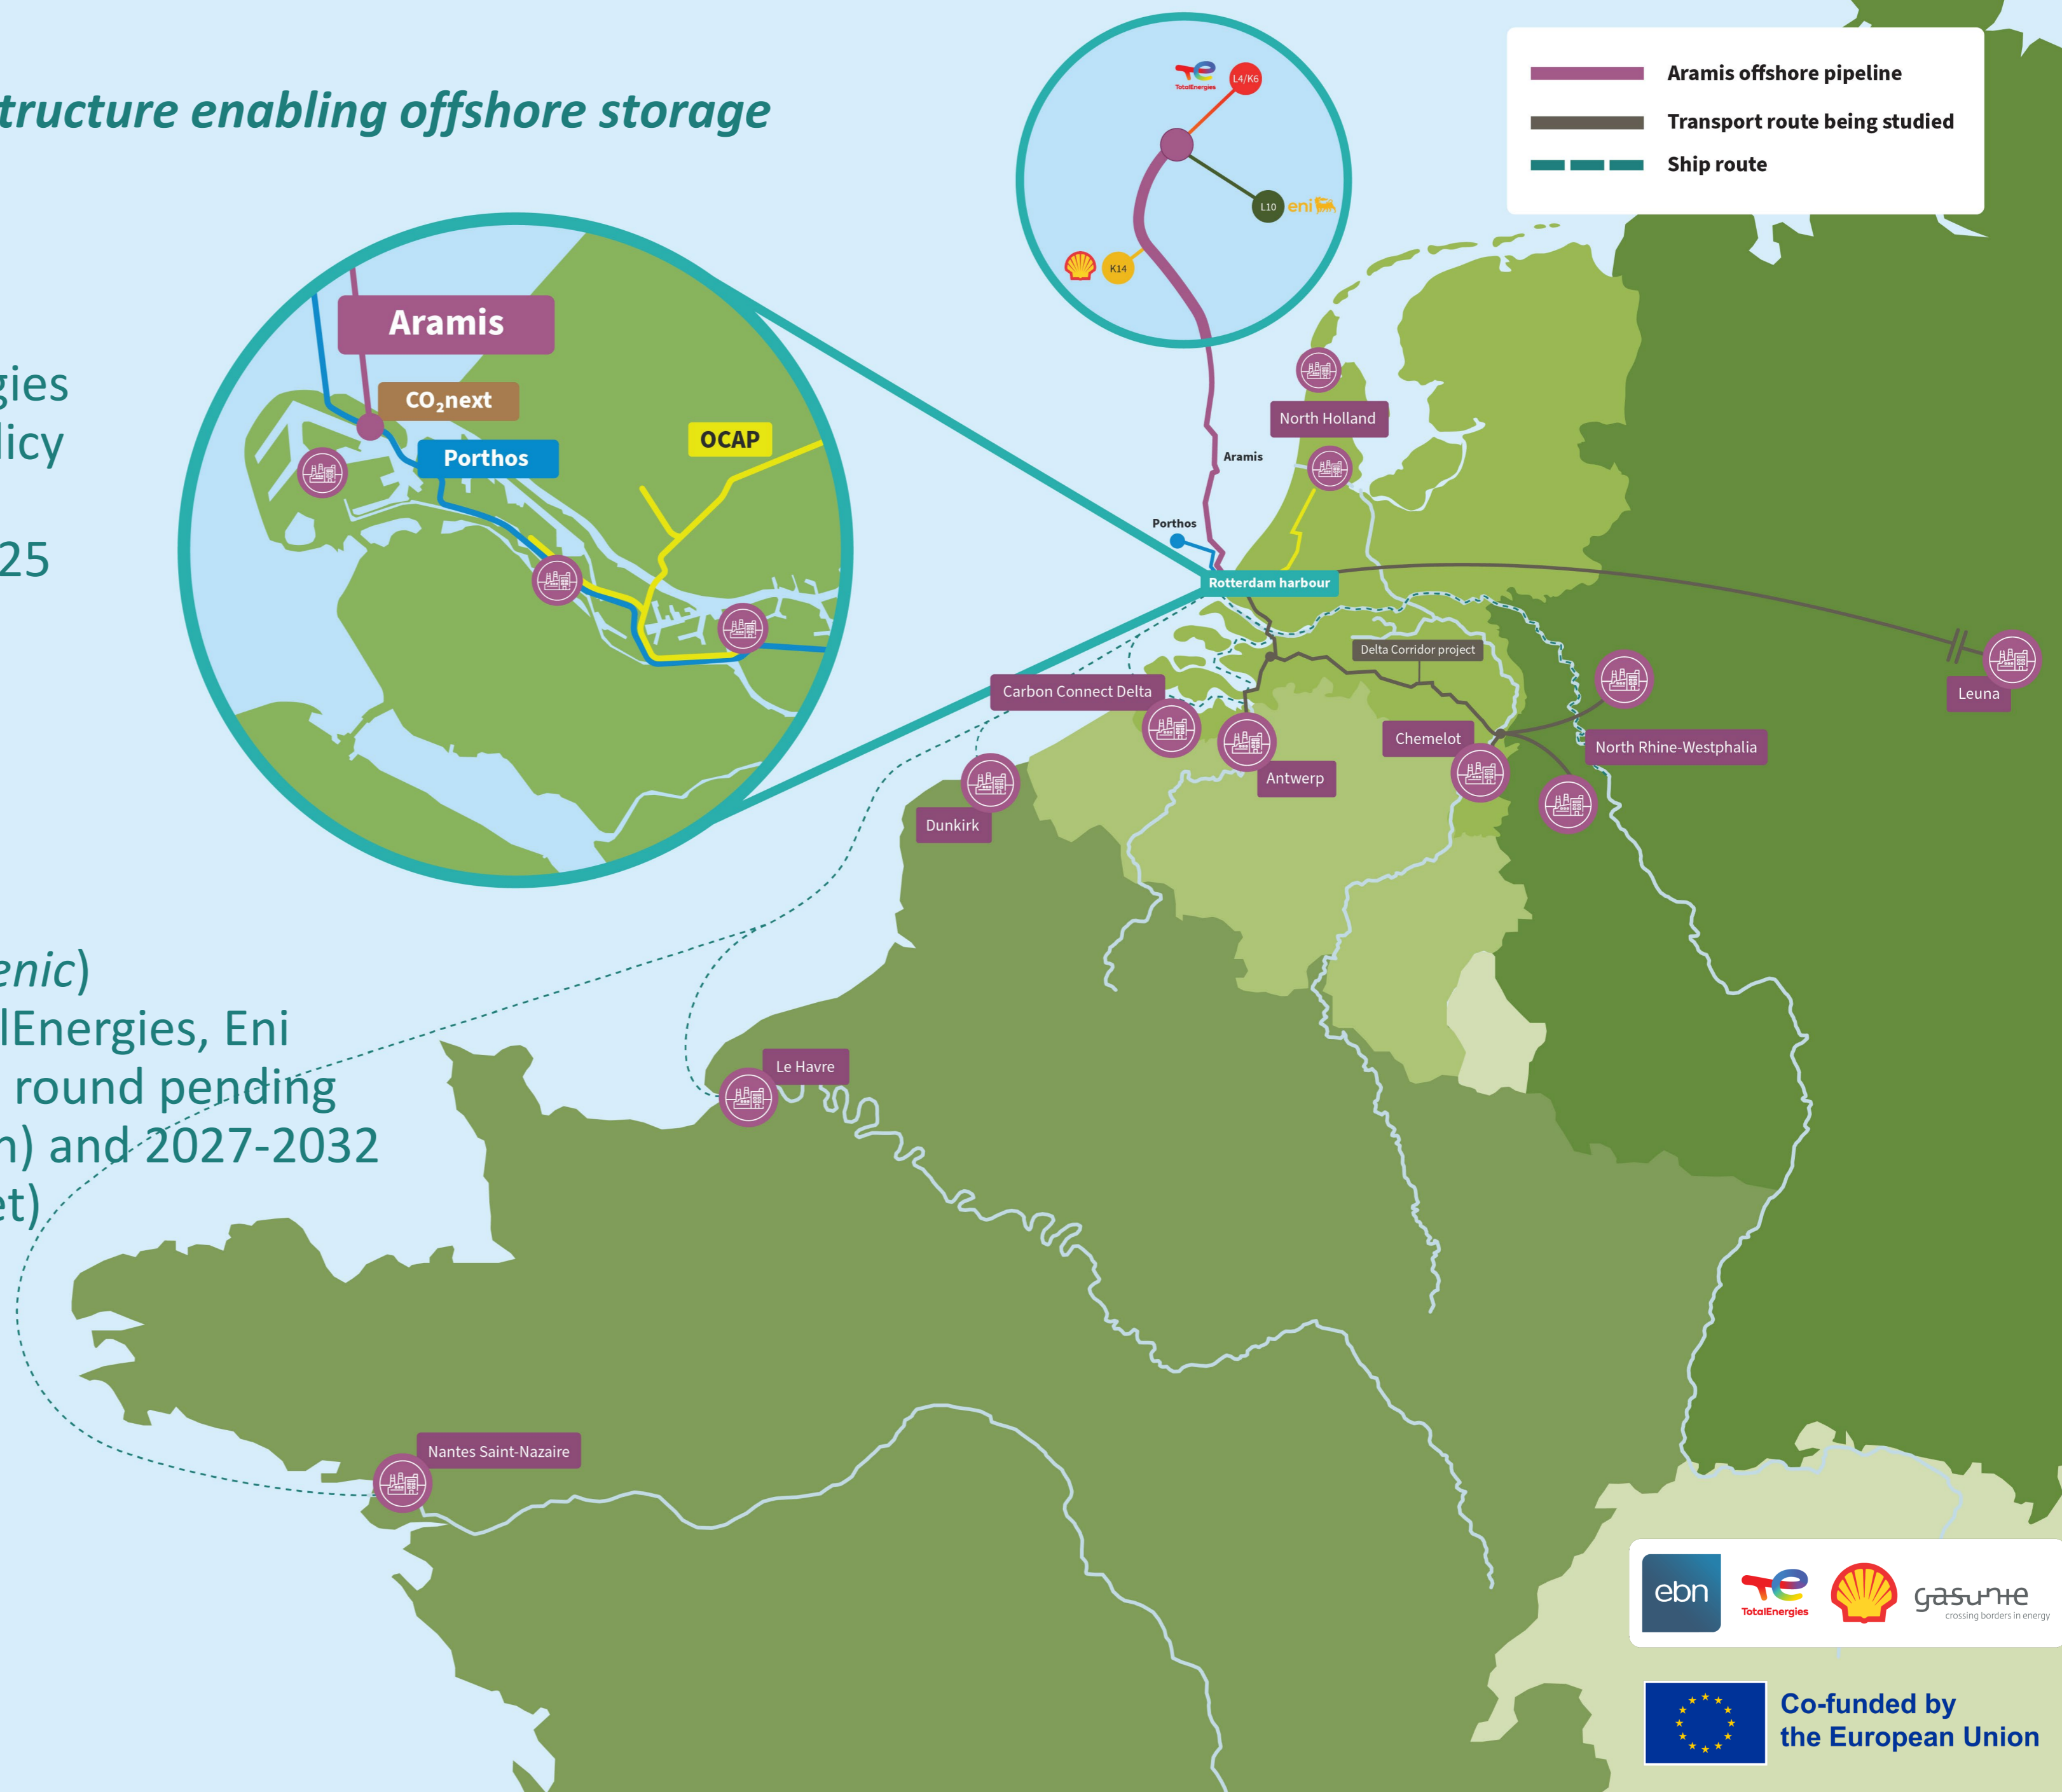 tructure enabling offshore storage
gies
licy
25
enic)
lEnergies, Eni
round pending
n) and 2027-2032
et)
Aramis offshore pipeline
Transport route being studied
Ship route
TotalEnergies
L4/K6
L10
eni
K14
Aramis
CO₂next
Porthos
OCAP
North Holland
Aramis
Porthos
Rotterdam harbour
Delta Corridor project
Leuna
Carbon Connect Delta
Chemelot
North Rhine-Westphalia
Antwerp
Dunkirk
Le Havre
Nantes Saint-Nazaire
ebn
TotalEnergies
gasunie
crossing borders in energy
Co-funded by
the European Union